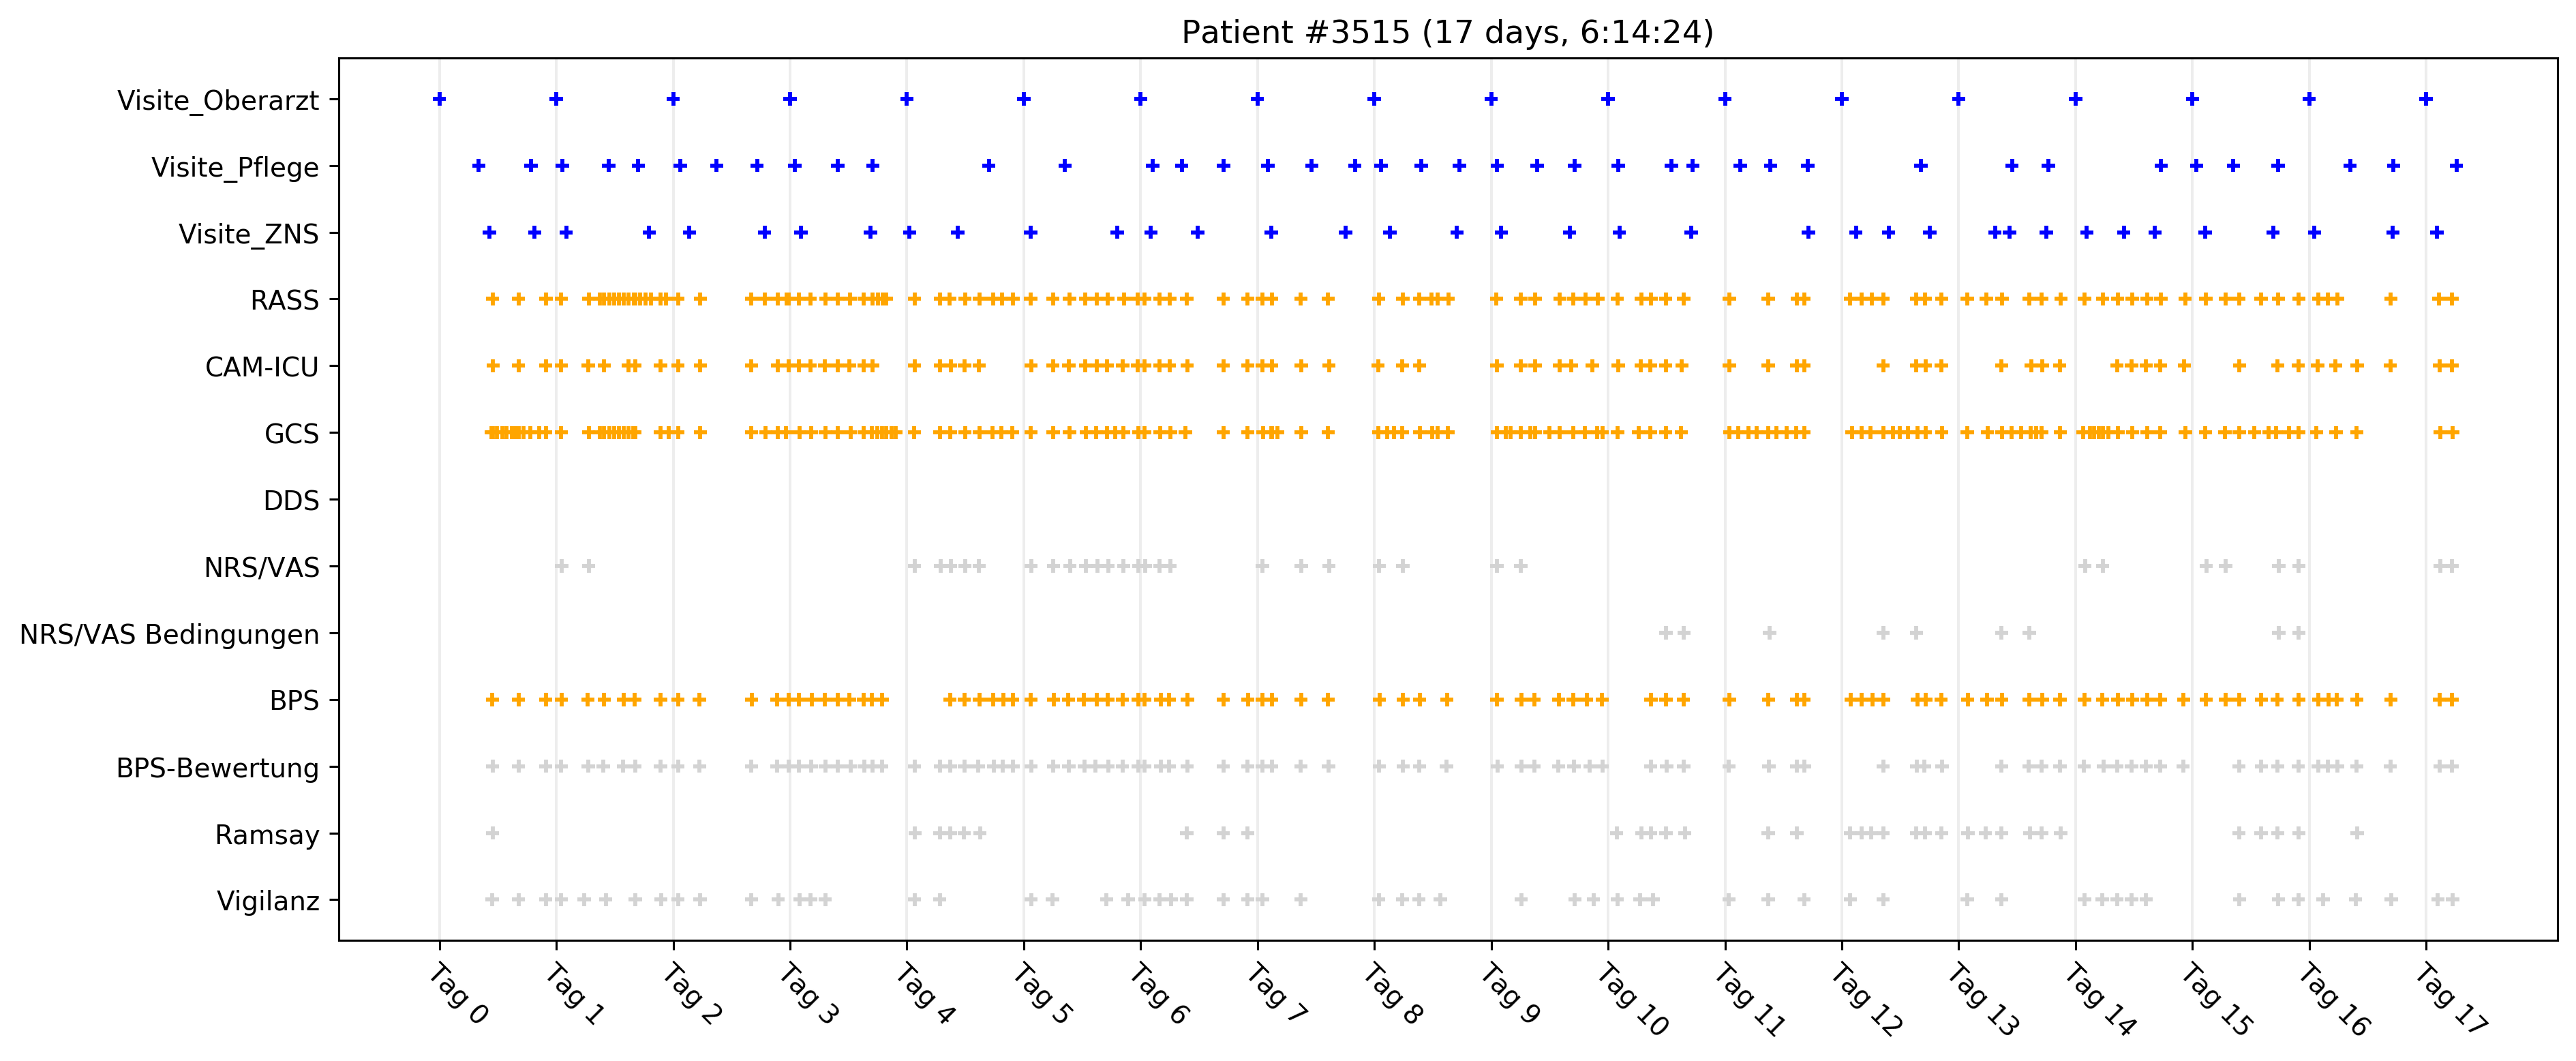 Patient #3515 (17 days, 6:14:24)
Visite_Oberarzt
Visite_Pflege
Visite_ZNS
RASS
CAM-ICU
GCS
DDS
NRS/VAS
NRS/VAS Bedingungen
BPS
BPS-Bewertung
Ramsay
Vigilanz
Tag 0
Tag 1
Tag 2
Tag 3
Tag 4
Tag 5
Tag 6
Tag 7
Tag 8
Tag 9
Tag 10
Tag 11
Tag 12
Tag 13
Tag 14
Tag 15
Tag 16
Tag 17